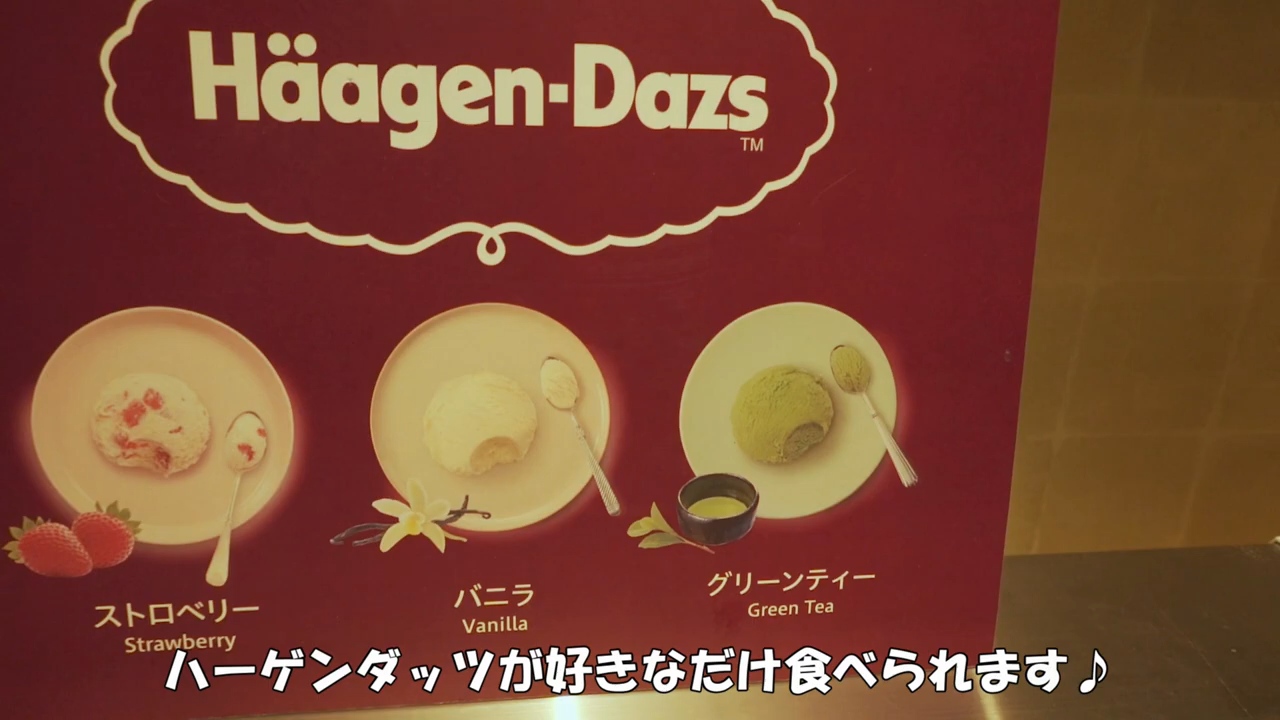 Häagen-Dazs
TM
ストロベリー
Strawberry
バニラ
Vanilla
グリーンティー
Green Tea
ハーゲンダッツが好きなだけ食べられます♪